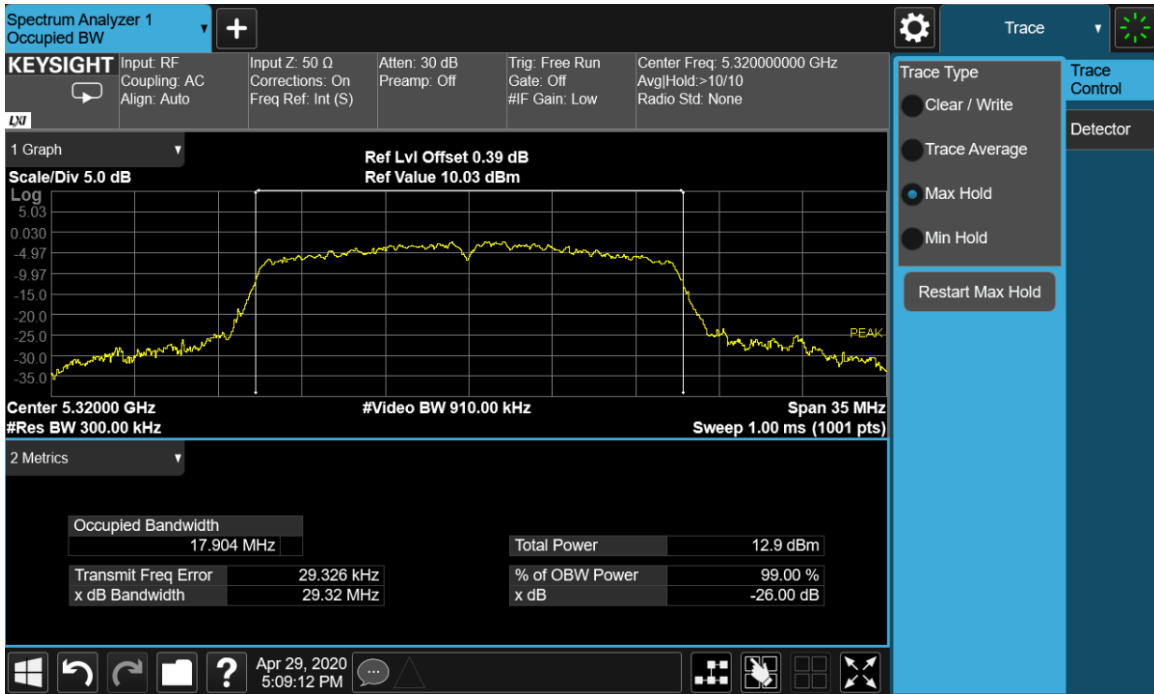 Spectrum Analyzer 1
Occupied BW
+
Trace
KEYSIGHT
LXI
Input: RF
Coupling: AC
Align: Auto
Input Z: 50 Ω
Corrections: On
Freq Ref: Int (S)
Atten: 30 dB
Preamp: Off
Trig: Free Run
Gate: Off
#IF Gain: Low
Center Freq: 5.320000000 GHz
Avg|Hold:>10/10
Radio Std: None
Trace Type
Clear / Write
Trace Average
Max Hold
Min Hold
Restart Max Hold
Trace
Control
Detector
1 Graph
Scale/Div 5.0 dB
Ref Lvl Offset 0.39 dB
Ref Value 10.03 dBm
Log
5.03
0.030
-4.97
-9.97
-15.0
-20.0
-25.0
-30.0
-35.0
PEAK
Center 5.32000 GHz
#Video BW 910.00 kHz
Span 35 MHz
#Res BW 300.00 kHz
Sweep 1.00 ms (1001 pts)
2 Metrics
Occupied Bandwidth
17.904 MHz
Total Power 12.9 dBm
Transmit Freq Error 29.326 kHz
% of OBW Power 99.00 %
x dB Bandwidth 29.32 MHz
x dB -26.00 dB
?
Apr 29, 2020
5:09:12 PM